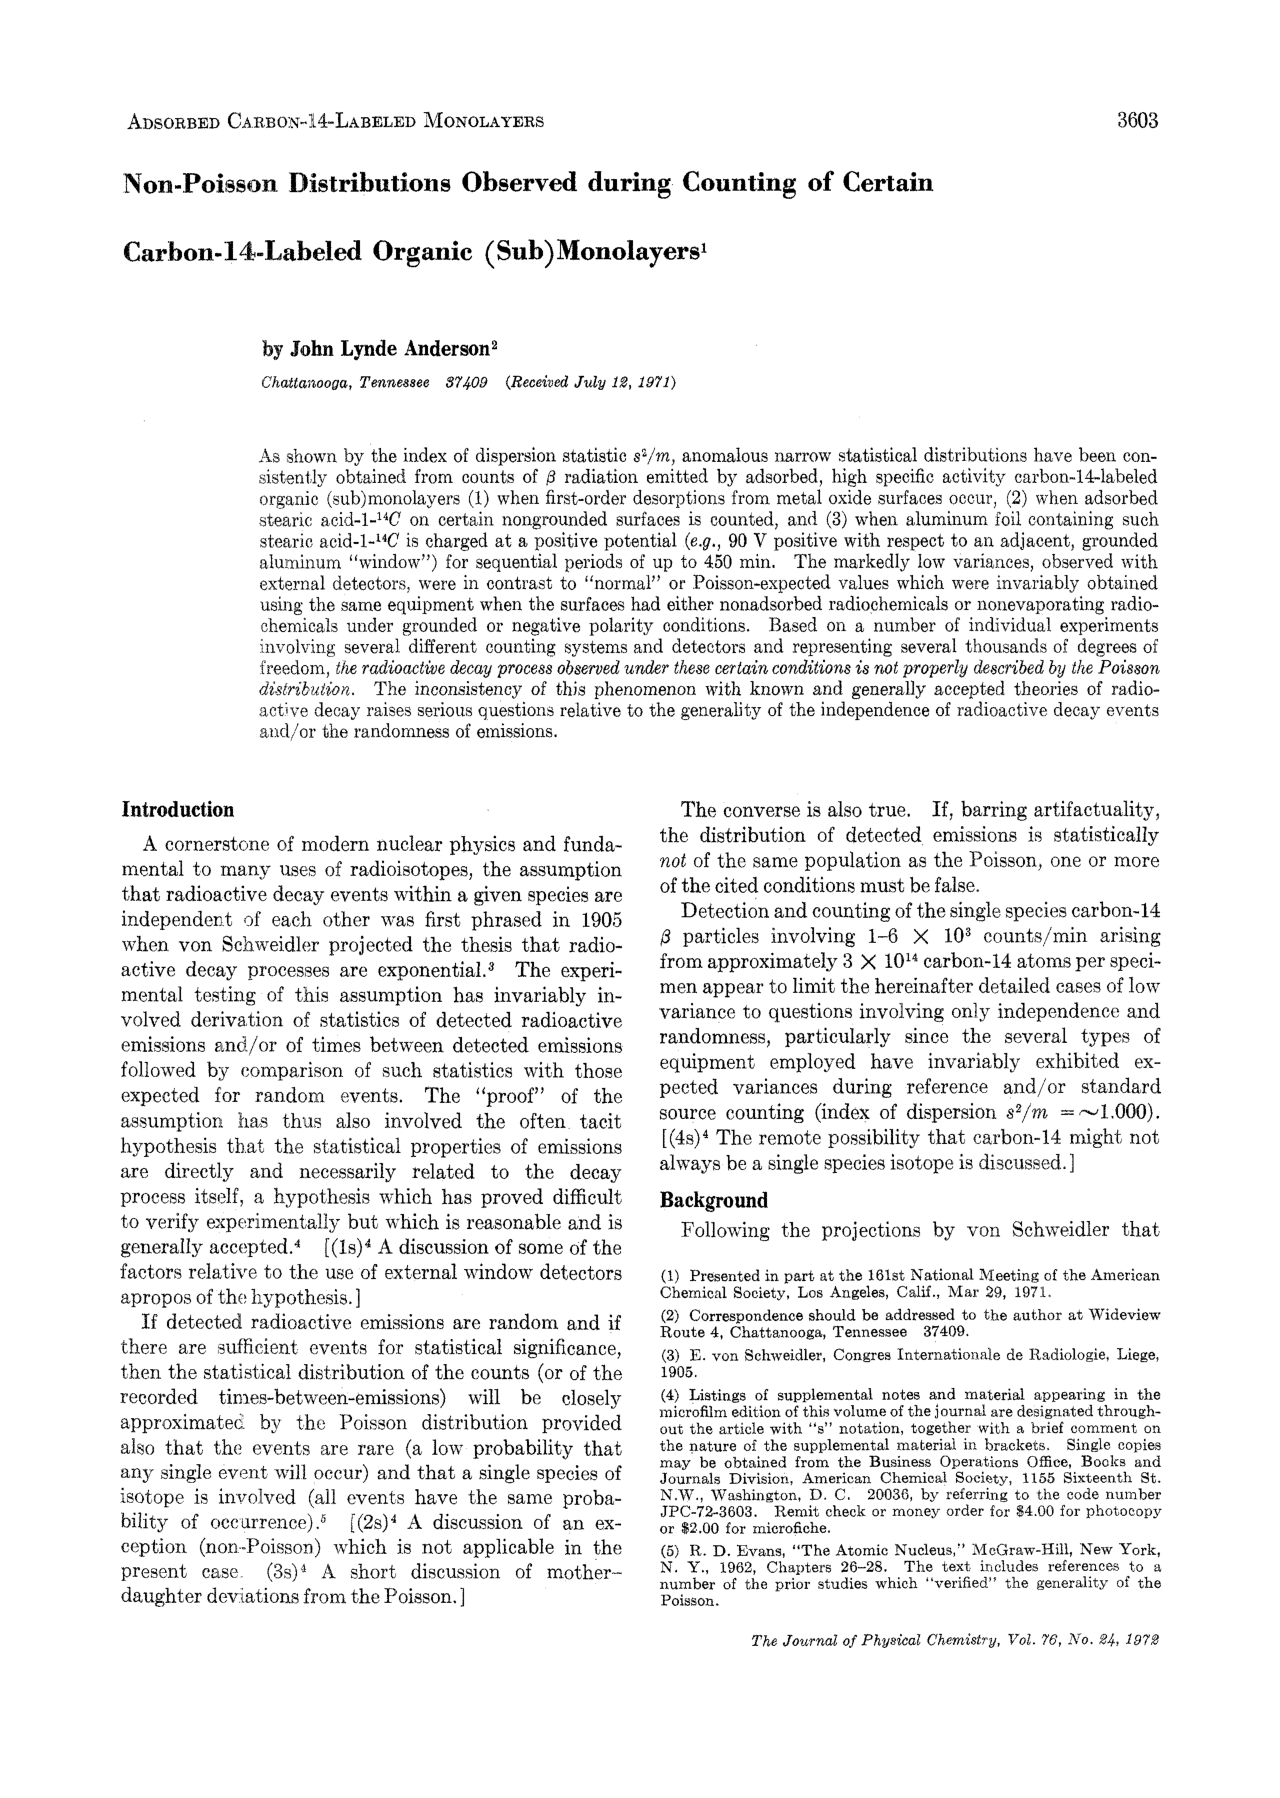 ADSORBED CARBON-14-LABELED MONOLAYERS 3603
Non-Poisson Distributions Observed during Counting of Certain
Carbon-14-Labeled Organic (Sub)Monolayers¹
by John Lynde Anderson²
Chattanooga, Tennessee 37409 (Received July 12, 1971)
As shown by the index of dispersion statistic s²/m, anomalous narrow statistical distributions have been con-
sistently obtained from counts of β radiation emitted by adsorbed, high specific activity carbon-14-labeled
organic (sub)monolayers (1) when first-order desorptions from metal oxide surfaces occur, (2) when adsorbed
stearic acid-1-¹⁴C on certain nongrounded surfaces is counted, and (3) when aluminum foil containing such
stearic acid-1-¹⁴C is charged at a positive potential (e.g., 90 V positive with respect to an adjacent, grounded
aluminum “window”) for sequential periods of up to 450 min. The markedly low variances, observed with
external detectors, were in contrast to “normal” or Poisson-expected values which were invariably obtained
using the same equipment when the surfaces had either nonadsorbed radiochemicals or nonevaporating radio-
chemicals under grounded or negative polarity conditions. Based on a number of individual experiments
involving several different counting systems and detectors and representing several thousands of degrees of
freedom, the radioactive decay process observed under these certain conditions is not properly described by the Poisson
distribution. The inconsistency of this phenomenon with known and generally accepted theories of radio-
active decay raises serious questions relative to the generality of the independence of radioactive decay events
and/or the randomness of emissions.
Introduction
A cornerstone of modern nuclear physics and funda-
mental to many uses of radioisotopes, the assumption
that radioactive decay events within a given species are
independent of each other was first phrased in 1905
when von Schweidler projected the thesis that radio-
active decay processes are exponential.³ The experi-
mental testing of this assumption has invariably in-
volved derivation of statistics of detected radioactive
emissions and/or of times between detected emissions
followed by comparison of such statistics with those
expected for random events. The “proof” of the
assumption has thus also involved the often tacit
hypothesis that the statistical properties of emissions
are directly and necessarily related to the decay
process itself, a hypothesis which has proved difficult
to verify experimentally but which is reasonable and is
generally accepted.⁴ [(1s)⁴ A discussion of some of the
factors relative to the use of external window detectors
apropos of the hypothesis.]
If detected radioactive emissions are random and if
there are sufficient events for statistical significance,
then the statistical distribution of the counts (or of the
recorded times-between-emissions) will be closely
approximated by the Poisson distribution provided
also that the events are rare (a low probability that
any single event will occur) and that a single species of
isotope is involved (all events have the same proba-
bility of occurrence).⁵ [(2s)⁴ A discussion of an ex-
ception (non-Poisson) which is not applicable in the
present case. (3s)⁴ A short discussion of mother-
daughter deviations from the Poisson.]
The converse is also true. If, barring artifactuality,
the distribution of detected emissions is statistically
not of the same population as the Poisson, one or more
of the cited conditions must be false.
Detection and counting of the single species carbon-14
β particles involving 1–6 × 10³ counts/min arising
from approximately 3 × 10¹⁴ carbon-14 atoms per speci-
men appear to limit the hereinafter detailed cases of low
variance to questions involving only independence and
randomness, particularly since the several types of
equipment employed have invariably exhibited ex-
pected variances during reference and/or standard
source counting (index of dispersion s²/m = ~1.000).
[(4s)⁴ The remote possibility that carbon-14 might not
always be a single species isotope is discussed.]
Background
Following the projections by von Schweidler that
(1) Presented in part at the 161st National Meeting of the American
Chemical Society, Los Angeles, Calif., Mar 29, 1971.
(2) Correspondence should be addressed to the author at Wideview
Route 4, Chattanooga, Tennessee 37409.
(3) E. von Schweidler, Congres Internationale de Radiologie, Liege,
1905.
(4) Listings of supplemental notes and material appearing in the
microfilm edition of this volume of the journal are designated through-
out the article with “s” notation, together with a brief comment on
the nature of the supplemental material in brackets. Single copies
may be obtained from the Business Operations Office, Books and
Journals Division, American Chemical Society, 1155 Sixteenth St.
N.W., Washington, D. C. 20036, by referring to the code number
JPC-72-3603. Remit check or money order for $4.00 for photocopy
or $2.00 for microfiche.
(5) R. D. Evans, “The Atomic Nucleus,” McGraw-Hill, New York,
N. Y., 1962, Chapters 26–28. The text includes references to a
number of the prior studies which “verified” the generality of the
Poisson.
The Journal of Physical Chemistry, Vol. 76, No. 24, 1972